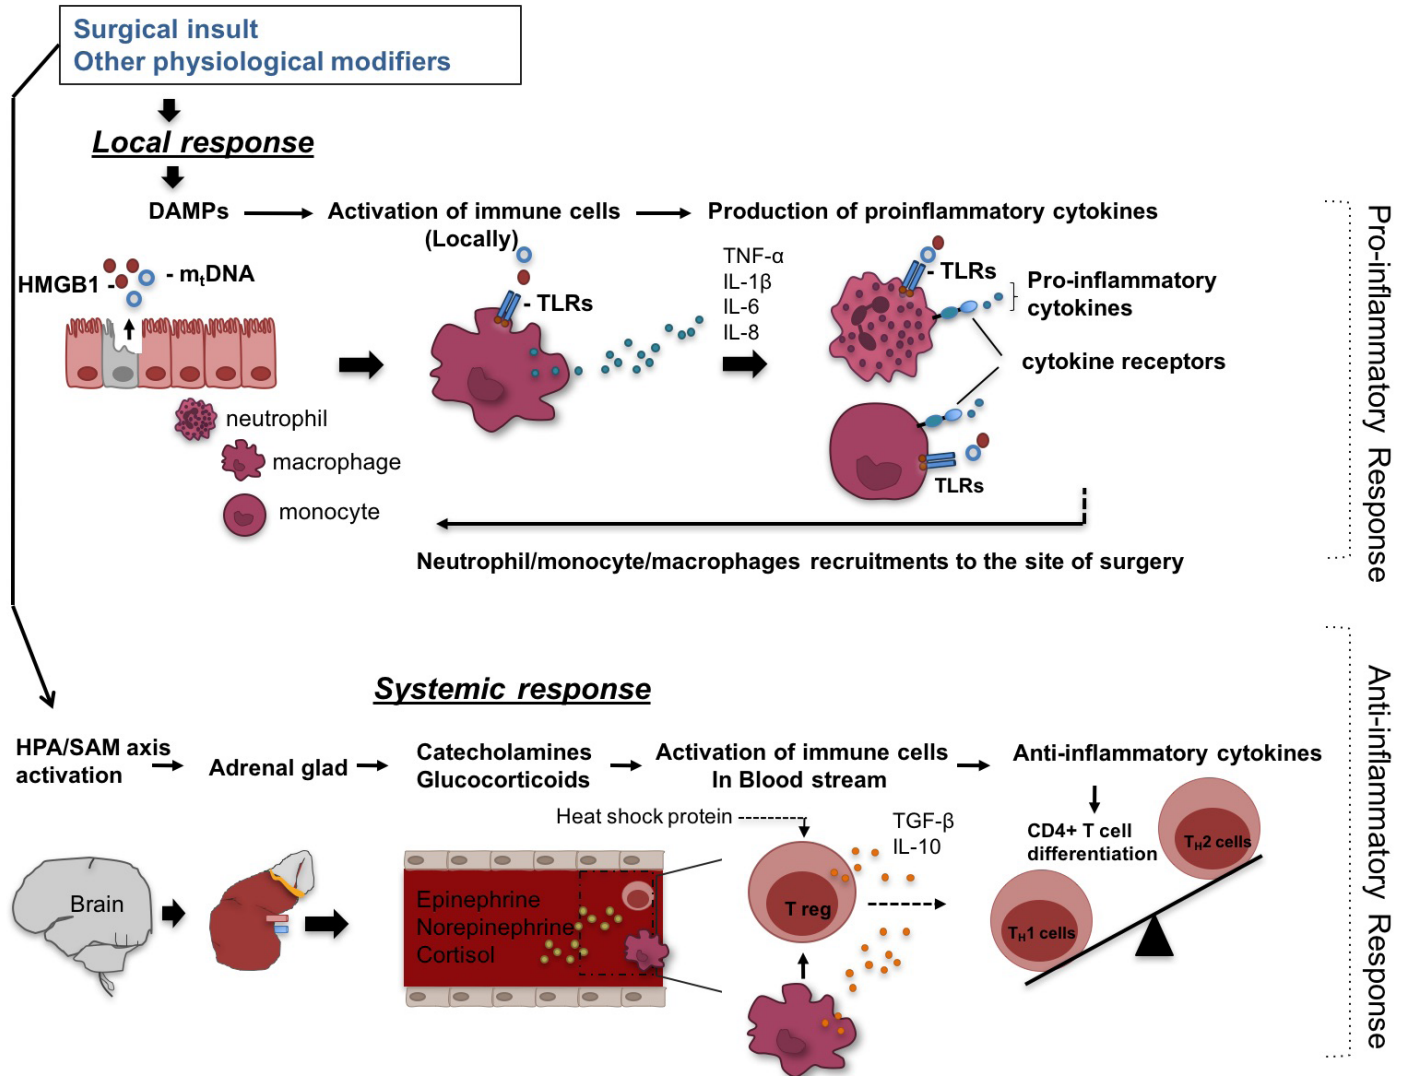 Surgical insult
Other physiological modifiers
Local response
DAMPs
Activation of immune cells
(Locally)
Production of proinflammatory cytokines
HMGB1 -
- mtDNA
- TLRs
TNF-α
IL-1β
IL-6
IL-8
- TLRs
Pro-inflammatory
cytokines
cytokine receptors
TLRs
neutrophil
macrophage
monocyte
Neutrophil/monocyte/macrophages recruitments to the site of surgery
Pro-inflammatory Response
Systemic response
HPA/SAM axis
activation
Adrenal glad
Catecholamines
Glucocorticoids
Activation of immune cells
In Blood stream
Anti-inflammatory cytokines
Heat shock protein
TGF-β
IL-10
CD4+ T cell
differentiation
TH2 cells
TH1 cells
Brain
Epinephrine
Norepinephrine
Cortisol
T reg
Anti-inflammatory Response